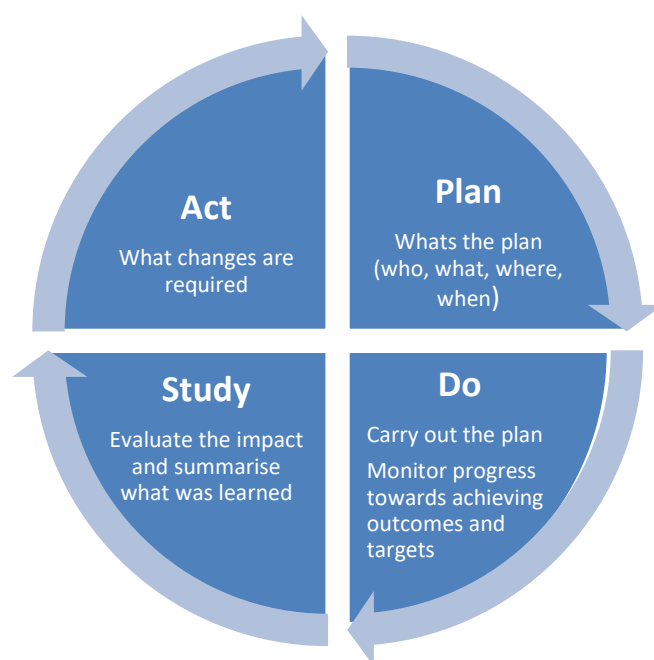 Act
What changes are
required
Plan
Whats the plan
(who, what, where,
when)
Study
Evaluate the impact
and summarise
what was learned
Do
Carry out the plan
Monitor progress
towards achieving
outcomes and
targets